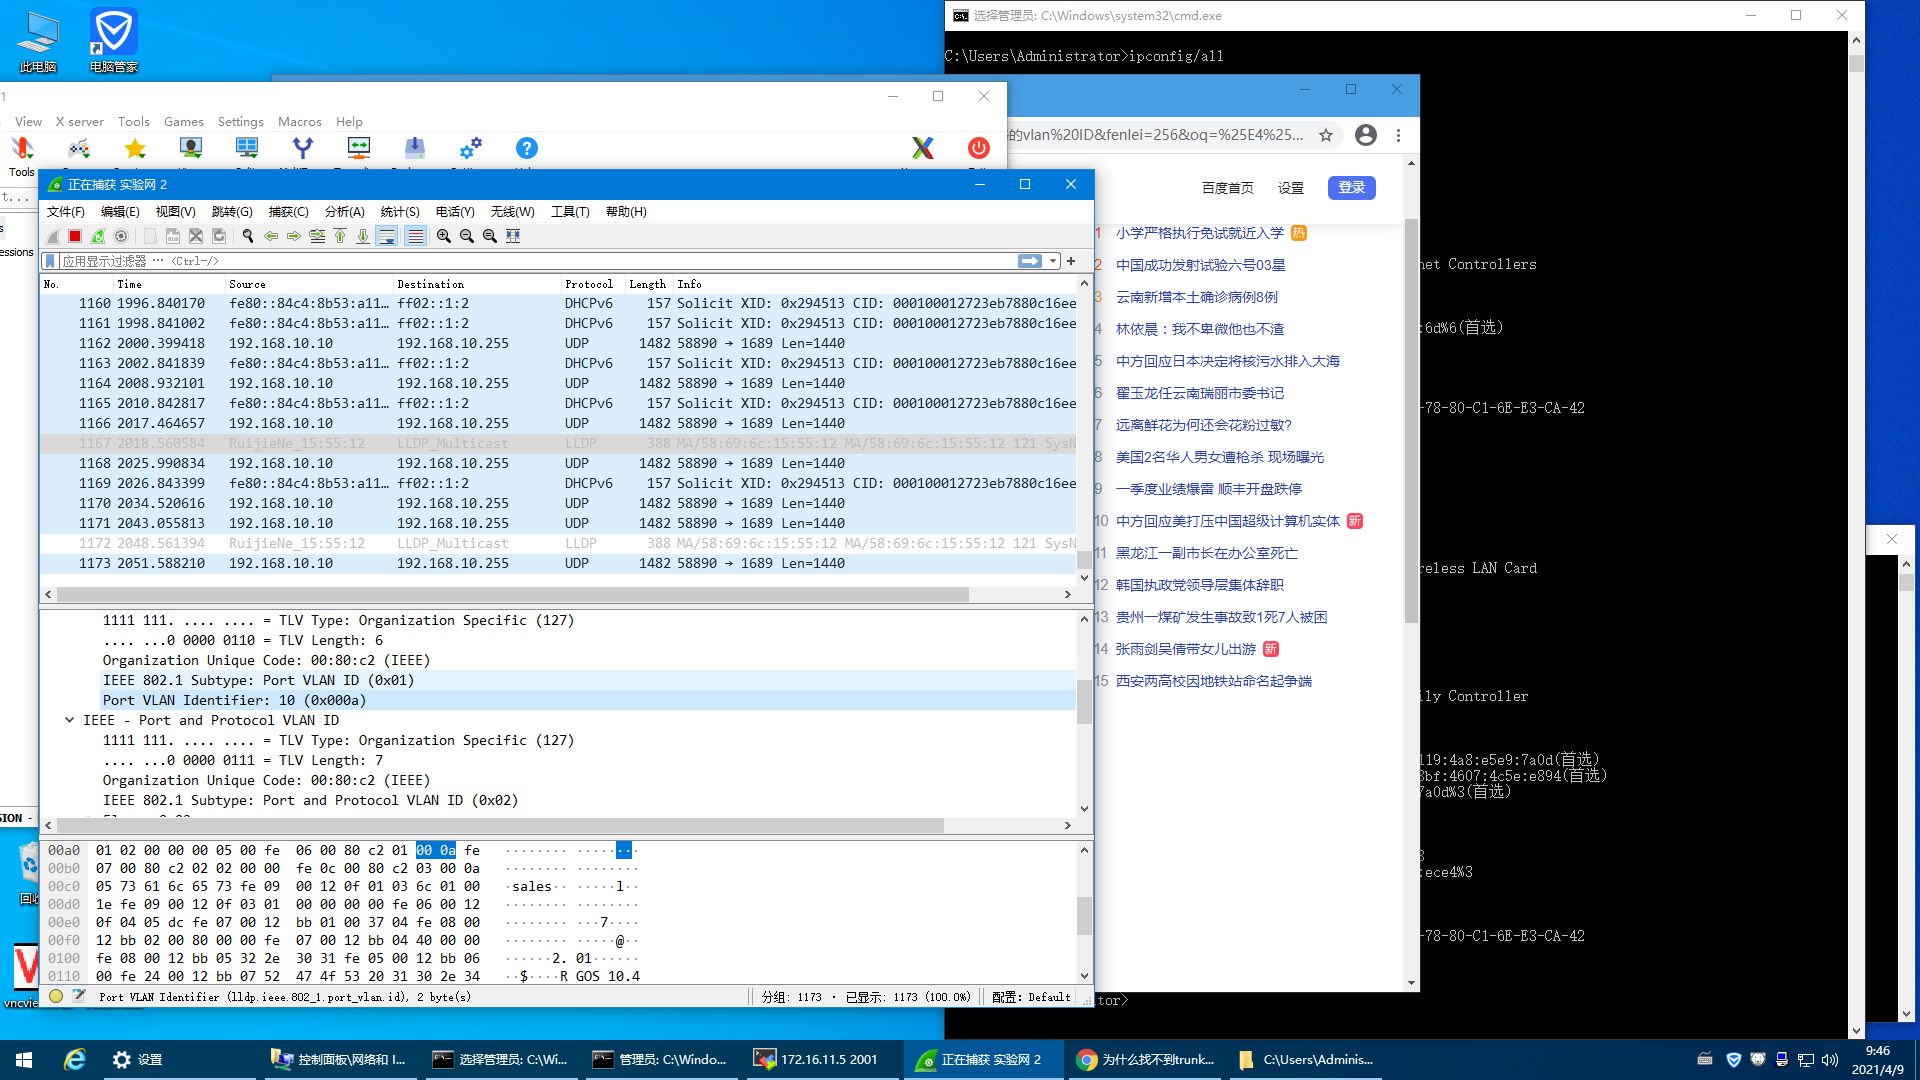 此电脑
电脑管家
选择管理员: C:\Windows\system32\cmd.exe
C:\Users\Administrator>ipconfig/all
net Controllers
:6d%6(首选)
-78-80-C1-6E-E3-CA-42
reless LAN Card
ily Controller
119:4a8:e5e9:7a0d(首选)
3bf:4607:4c5e:e894(首选)
7a0d%3(首选)
:ece4%3
-78-80-C1-6E-E3-CA-42
tor>
1
View X server Tools Games Settings Macros Help
Tools
的vlan%20ID&fenlei=256&oq=%25E4%25...
百度首页 设置 登录
1 小学严格执行免试就近入学 热
2 中国成功发射试验六号03星
3 云南新增本土确诊病例8例
4 林依晨：我不卑微他也不渣
5 中方回应日本决定将核污水排入大海
6 翟玉龙任云南瑞丽市委书记
7 远离鲜花为何还会花粉过敏?
8 美国2名华人男女遭枪杀 现场曝光
9 一季度业绩爆雷 顺丰开盘跌停
10 中方回应美打压中国超级计算机实体 新
11 黑龙江一副市长在办公室死亡
12 韩国执政党领导层集体辞职
13 贵州一煤矿发生事故致1死7人被困
14 张雨剑吴倩带女儿出游 新
15 西安两高校因地铁站命名起争端
t...
s
essions
SION -
回收
vncvie
正在捕获 实验网 2
文件(F) 编辑(E) 视图(V) 跳转(G) 捕获(C) 分析(A) 统计(S) 电话(Y) 无线(W) 工具(T) 帮助(H)
应用显示过滤器 … <Ctrl-/>
No. Time Source Destination Protocol Length Info
1160 1996.840170 fe80::84c4:8b53:a11… ff02::1:2 DHCPv6 157 Solicit XID: 0x294513 CID: 000100012723eb7880c16ee
1161 1998.841002 fe80::84c4:8b53:a11… ff02::1:2 DHCPv6 157 Solicit XID: 0x294513 CID: 000100012723eb7880c16ee
1162 2000.399418 192.168.10.10 192.168.10.255 UDP 1482 58890 → 1689 Len=1440
1163 2002.841839 fe80::84c4:8b53:a11… ff02::1:2 DHCPv6 157 Solicit XID: 0x294513 CID: 000100012723eb7880c16ee
1164 2008.932101 192.168.10.10 192.168.10.255 UDP 1482 58890 → 1689 Len=1440
1165 2010.842817 fe80::84c4:8b53:a11… ff02::1:2 DHCPv6 157 Solicit XID: 0x294513 CID: 000100012723eb7880c16ee
1166 2017.464657 192.168.10.10 192.168.10.255 UDP 1482 58890 → 1689 Len=1440
1167 2018.560584 RuijieNe_15:55:12 LLDP_Multicast LLDP 388 MA/58:69:6c:15:55:12 MA/58:69:6c:15:55:12 121 SysN
1168 2025.990834 192.168.10.10 192.168.10.255 UDP 1482 58890 → 1689 Len=1440
1169 2026.843399 fe80::84c4:8b53:a11… ff02::1:2 DHCPv6 157 Solicit XID: 0x294513 CID: 000100012723eb7880c16ee
1170 2034.520616 192.168.10.10 192.168.10.255 UDP 1482 58890 → 1689 Len=1440
1171 2043.055813 192.168.10.10 192.168.10.255 UDP 1482 58890 → 1689 Len=1440
1172 2048.561394 RuijieNe_15:55:12 LLDP_Multicast LLDP 388 MA/58:69:6c:15:55:12 MA/58:69:6c:15:55:12 121 SysN
1173 2051.588210 192.168.10.10 192.168.10.255 UDP 1482 58890 → 1689 Len=1440
1111 111. .... .... = TLV Type: Organization Specific (127)
.... ...0 0000 0110 = TLV Length: 6
Organization Unique Code: 00:80:c2 (IEEE)
IEEE 802.1 Subtype: Port VLAN ID (0x01)
Port VLAN Identifier: 10 (0x000a)
IEEE - Port and Protocol VLAN ID
1111 111. .... .... = TLV Type: Organization Specific (127)
.... ...0 0000 0111 = TLV Length: 7
Organization Unique Code: 00:80:c2 (IEEE)
IEEE 802.1 Subtype: Port and Protocol VLAN ID (0x02)
00a0 01 02 00 00 00 05 00 fe 06 00 80 c2 01 00 0a fe ········ ········
00b0 07 00 80 c2 02 02 00 00 fe 0c 00 80 c2 03 00 0a ········ ········
00c0 05 73 61 6c 65 73 fe 09 00 12 0f 01 03 6c 01 00 ·sales·· ·····l··
00d0 1e fe 09 00 12 0f 03 01 00 00 00 00 fe 06 00 12 ········ ········
00e0 0f 04 05 dc fe 07 00 12 bb 01 00 37 04 fe 08 00 ········ ···7····
00f0 12 bb 02 00 80 00 00 fe 07 00 12 bb 04 40 00 00 ········ ·····@··
0100 fe 08 00 12 bb 05 32 2e 30 31 fe 05 00 12 bb 06 ······2. 01······
0110 00 fe 24 00 12 bb 07 52 47 4f 53 20 31 30 2e 34 ··$····R GOS 10.4
Port VLAN Identifier (lldp.ieee.802_1.port_vlan.id), 2 byte(s)
分组: 1173 · 已显示: 1173 (100.0%)
配置: Default
设置
控制面板\网络和 I...
选择管理员: C:\Wi...
管理员: C:\Windo...
172.16.11.5 2001
正在捕获 实验网 2
为什么找不到trunk...
C:\Users\Adminis...
9:46
2021/4/9